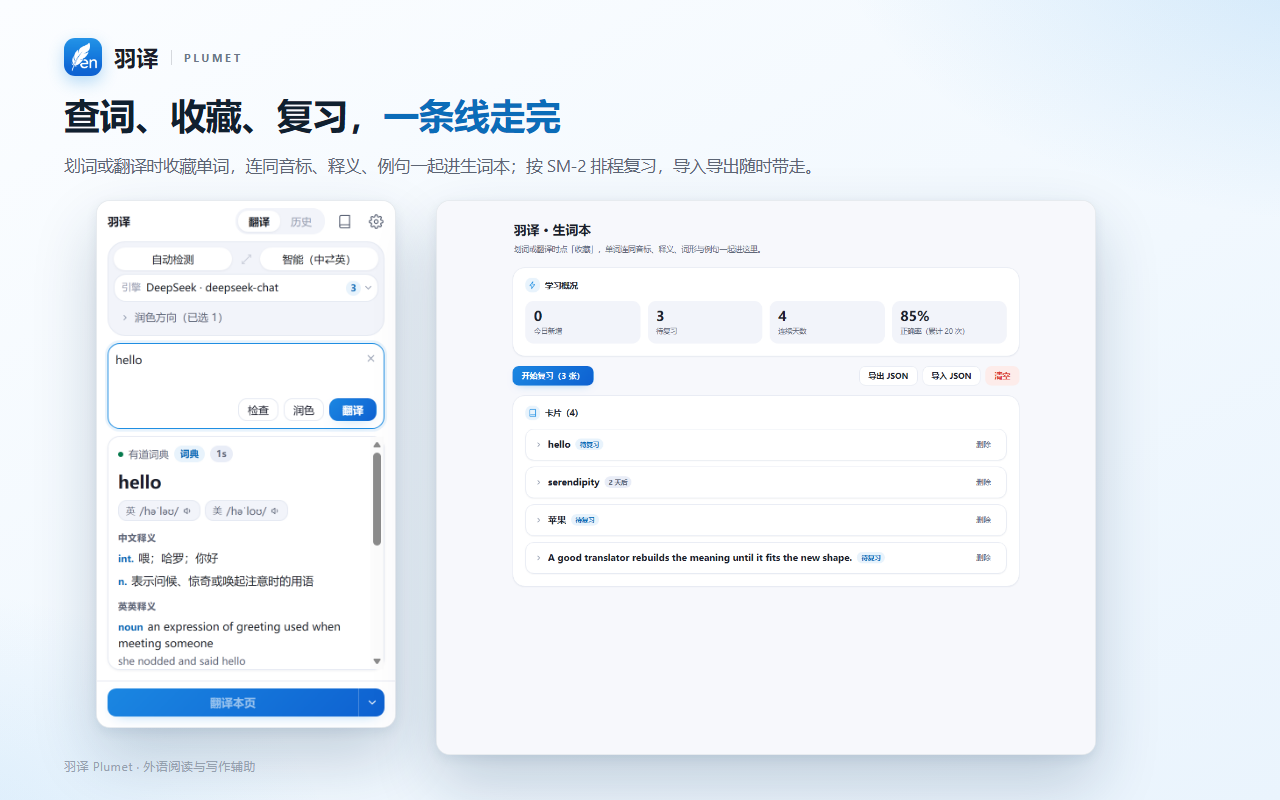 en
羽译
PLUMET
查词、收藏、复习，一条线走完
划词或翻译时收藏单词，连同音标、释义、例句一起进生词本；按 SM-2 排程复习，导入导出随时带走。
羽译
翻译 历史
自动检测 智能（中⇄英）
引擎 DeepSeek · deepseek-chat 3
润色方向（已选 1）
hello
检查 润色 翻译
有道词典 词典 1s
hello
英 /həˈləʊ/ 美 /həˈloʊ/
中文释义
int. 喂；哈罗；你好
n. 表示问候、惊奇或唤起注意时的用语
英英释义
noun an expression of greeting used when
meeting someone
she nodded and said hello
翻译本页
羽译 · 生词本
划词或翻译时点「收藏」，单词连同音标、释义、词形与例句一起进这里。
学习概况
0 3 4 85%
今日新增 待复习 连续天数 正确率（累计 20 次）
开始复习（3 张） 导出 JSON 导入 JSON 清空
卡片（4）
hello 待复习 删除
serendipity 2 天后 删除
苹果 待复习 删除
A good translator rebuilds the meaning until it fits the new shape. 待复习 删除
羽译 Plumet · 外语阅读与写作辅助